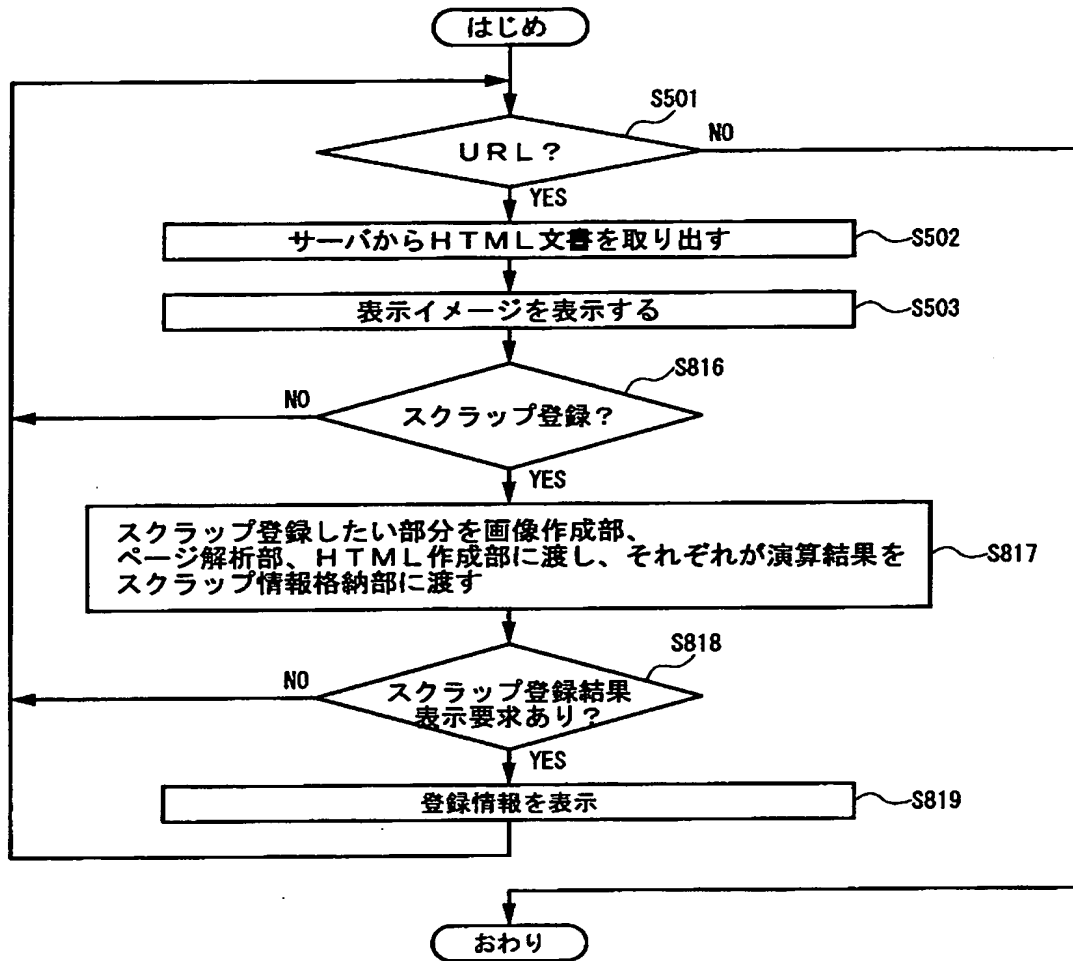 はじめ
S501
URL?
NO
YES
サーバからHTML文書を取り出す
S502
表示イメージを表示する
S503
S816
NO
スクラップ登録?
YES
スクラップ登録したい部分を画像作成部、
ページ解析部、HTML作成部に渡し、それぞれが演算結果を
スクラップ情報格納部に渡す
S817
S818
NO
スクラップ登録結果
表示要求あり?
YES
登録情報を表示
S819
おわり